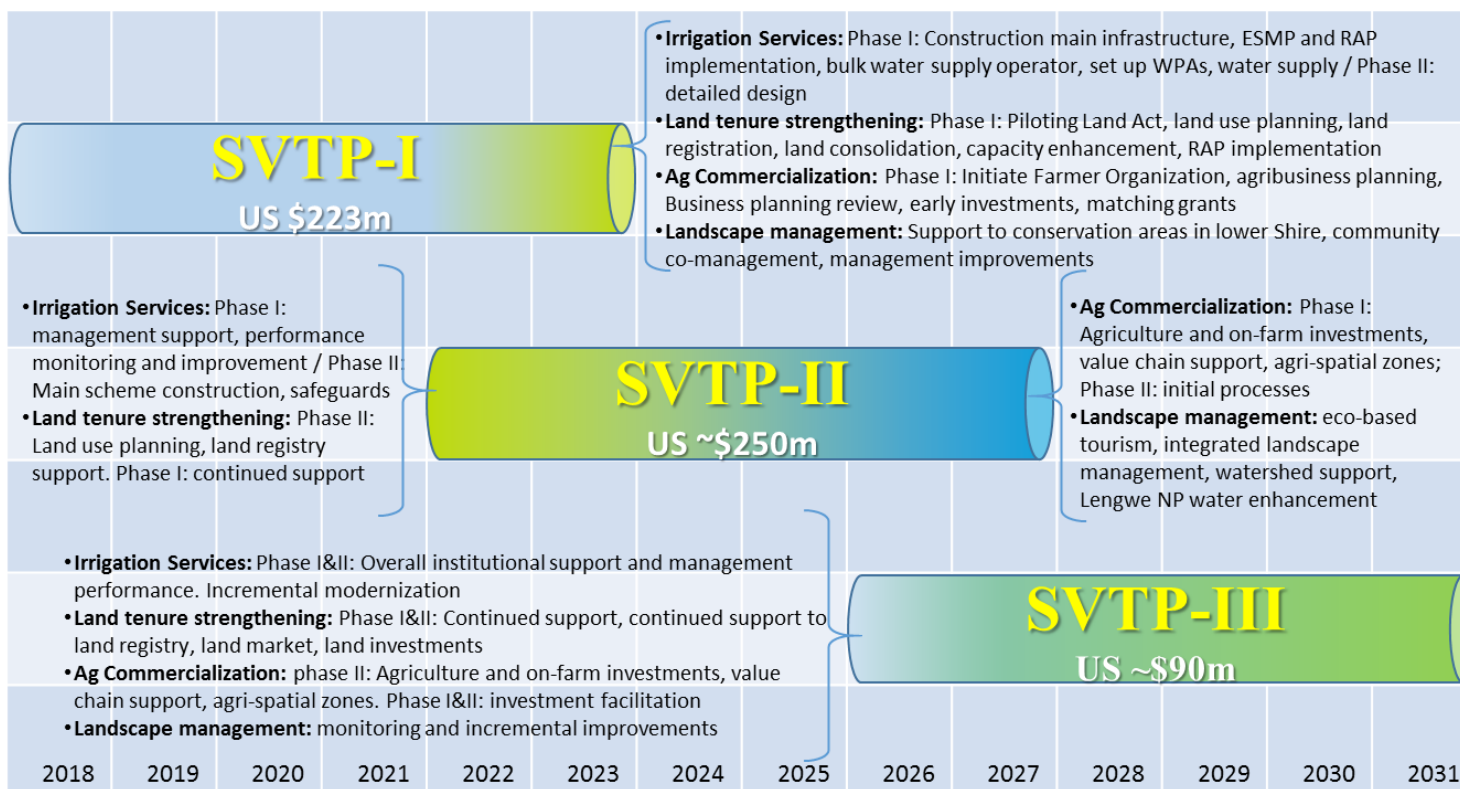 •Irrigation Services: Phase I: Construction main infrastructure, ESMP and RAP
implementation, bulk water supply operator, set up WPAs, water supply / Phase II:
detailed design
•Land tenure strengthening: Phase I: Piloting Land Act, land use planning, land
registration, land consolidation, capacity enhancement, RAP implementation
•Ag Commercialization: Phase I: Initiate Farmer Organization, agribusiness planning,
Business planning review, early investments, matching grants
•Landscape management: Support to conservation areas in lower Shire, community
co-management, management improvements
SVTP-I
US $223m
•Irrigation Services: Phase I:
management support, performance
monitoring and improvement / Phase II:
Main scheme construction, safeguards
•Land tenure strengthening: Phase II:
Land use planning, land registry
support. Phase I: continued support
SVTP-II
US ~$250m
•Ag Commercialization: Phase I:
Agriculture and on-farm investments,
value chain support, agri-spatial zones;
Phase II: initial processes
•Landscape management: eco-based
tourism, integrated landscape
management, watershed support,
Lengwe NP water enhancement
•Irrigation Services: Phase I&II: Overall institutional support and management
performance. Incremental modernization
•Land tenure strengthening: Phase I&II: Continued support, continued support to
land registry, land market, land investments
•Ag Commercialization: phase II: Agriculture and on-farm investments, value
chain support, agri-spatial zones. Phase I&II: investment facilitation
•Landscape management: monitoring and incremental improvements
SVTP-III
US ~$90m
2018 2019 2020 2021 2022 2023 2024 2025 2026 2027 2028 2029 2030 2031